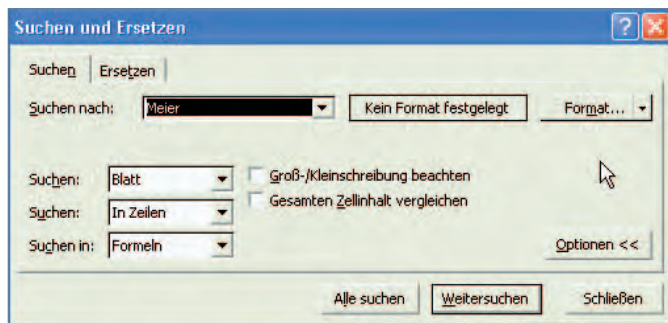 Suchen und Ersetzen
Suchen Ersetzen
Suchen nach: Meier Kein Format festgelegt Format...
Suchen: Blatt Groß-/Kleinschreibung beachten
Suchen: In Zeilen Gesamten Zellinhalt vergleichen
Suchen in: Formeln Optionen <<
Alle suchen Weitersuchen Schließen